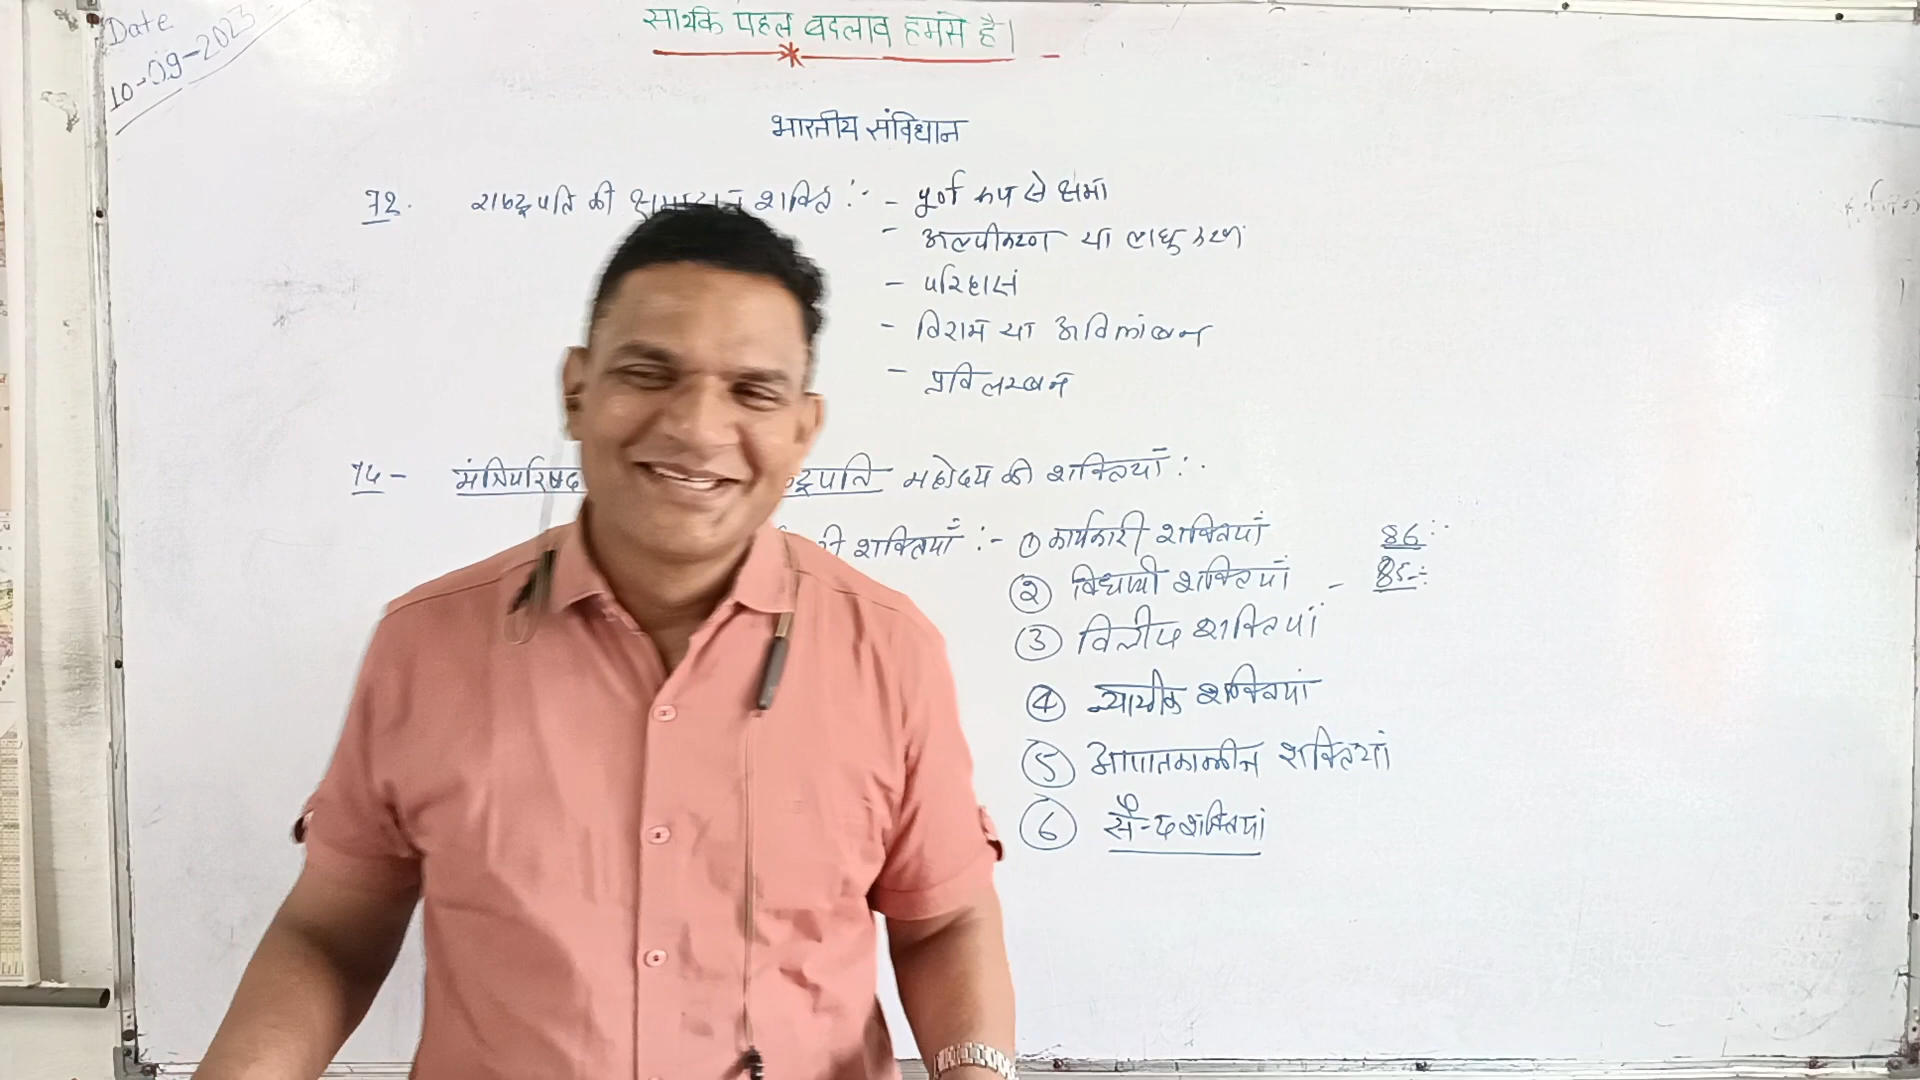 Date
10-09-2023
सार्थक पहल बदलाव हमसे है।
भारतीय संविधान
72. राष्ट्रपति की क्षमादान शक्ति :- - पूर्ण रूप से क्षमा
- अल्पीकरण या लघुकरण
- परिहास
- विराम या अविलंबन
- प्रविलम्बन
74 - मंत्रिपरिषद महोदय की शक्तियाँ :-
शक्तियाँ :- ① कार्यकारी शक्तियाँ 86 :-
② विधायी शक्तियाँ - 85 -:
③ वित्तीय शक्तियाँ
④ न्यायीक शक्तियां
⑤ आपातकालीन शक्तियां
⑥ सैन्य शक्तियां